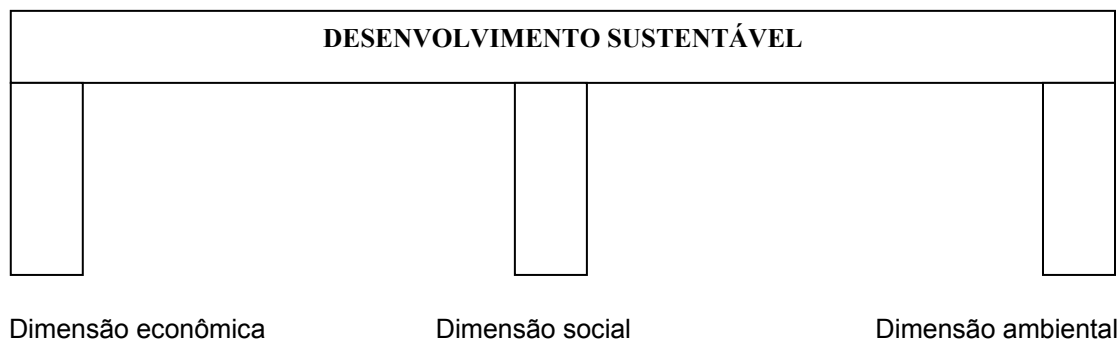 DESENVOLVIMENTO SUSTENTÁVEL
Dimensão econômica Dimensão social Dimensão ambiental